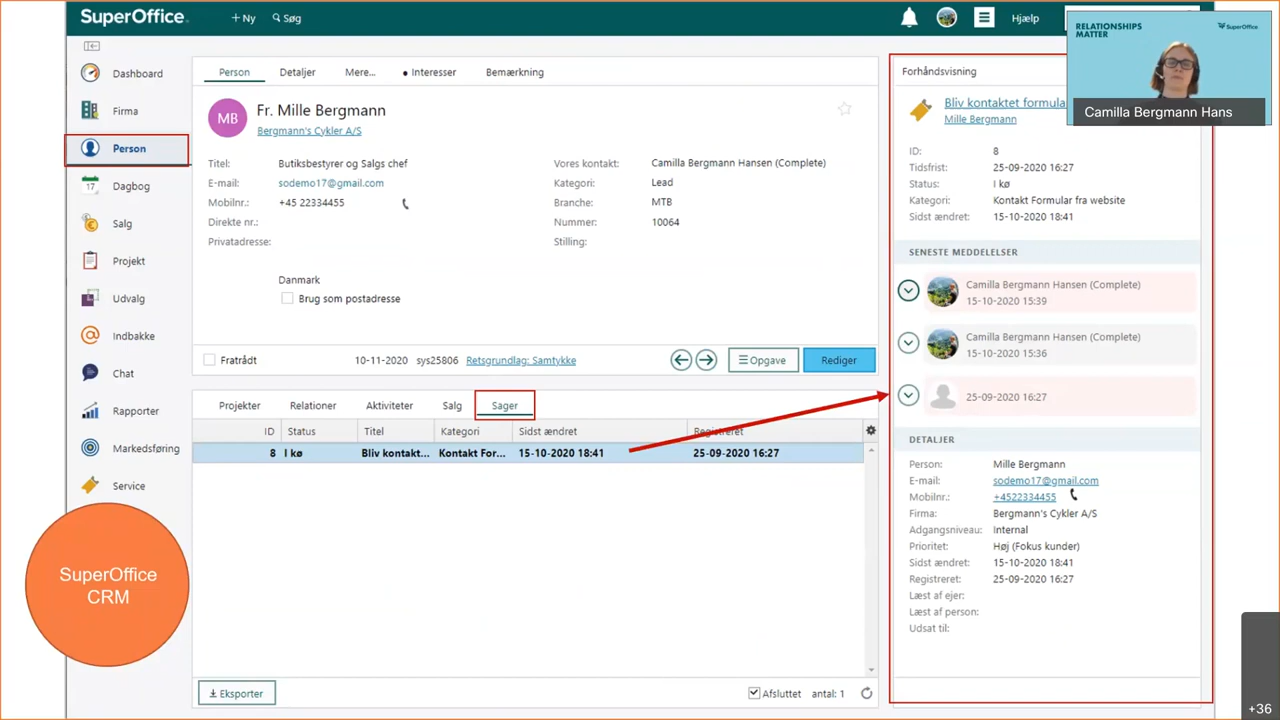 SuperOffice.
+ Ny
Søg
Hjælp
RELATIONSHIPS
MATTER
SuperOffice
Camilla Bergmann Hans
Dashboard
Firma
Person
17
Dagbog
Salg
Projekt
Udvalg
Indbakke
Chat
Rapporter
Markedsføring
Service
SuperOffice
CRM
Person
Detaljer
Mere...
• Interesser
Bemærkning
MB
Fr. Mille Bergmann
Bergmann's Cykler A/S
Titel: Butiksbestyrer og Salgs chef
E-mail: sodemo17@gmail.com
Mobilnr.: +45 22334455
Direkte nr.:
Privatadresse:
Danmark
Brug som postadresse
Vores kontakt: Camilla Bergmann Hansen (Complete)
Kategori: Lead
Branche: MTB
Nummer: 10064
Stilling:
Fratrådt
10-11-2020 sys25806 Retsgrundlag: Samtykke
Opgave
Rediger
Projekter
Relationer
Aktiviteter
Salg
Sager
ID Status Titel Kategori Sidst ændret Registreret
8 I kø Bliv kontakt... Kontakt For... 15-10-2020 18:41 25-09-2020 16:27
Eksporter
Afsluttet antal: 1
Forhåndsvisning
Bliv kontaktet formula
Mille Bergmann
ID: 8
Tidsfrist: 25-09-2020 16:27
Status: I kø
Kategori: Kontakt Formular fra website
Sidst ændret: 15-10-2020 18:41
SENESTE MEDDELELSER
Camilla Bergmann Hansen (Complete)
15-10-2020 15:39
Camilla Bergmann Hansen (Complete)
15-10-2020 15:36
25-09-2020 16:27
DETALJER
Person: Mille Bergmann
E-mail: sodemo17@gmail.com
Mobilnr.: +4522334455
Firma: Bergmann's Cykler A/S
Adgangsniveau: Internal
Prioritet: Høj (Fokus kunder)
Sidst ændret: 15-10-2020 18:41
Registreret: 25-09-2020 16:27
Læst af ejer:
Læst af person:
Udsat til:
+36